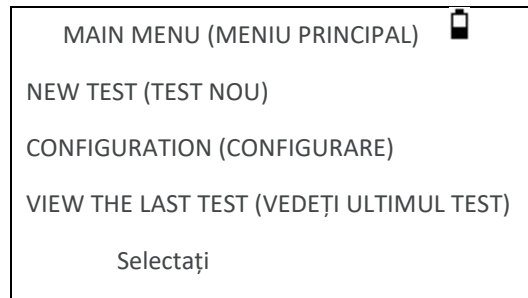 MAIN MENU (MENIU PRINCIPAL)
NEW TEST (TEST NOU)
CONFIGURATION (CONFIGURARE)
VIEW THE LAST TEST (VEDEȚI ULTIMUL TEST)
Selectați